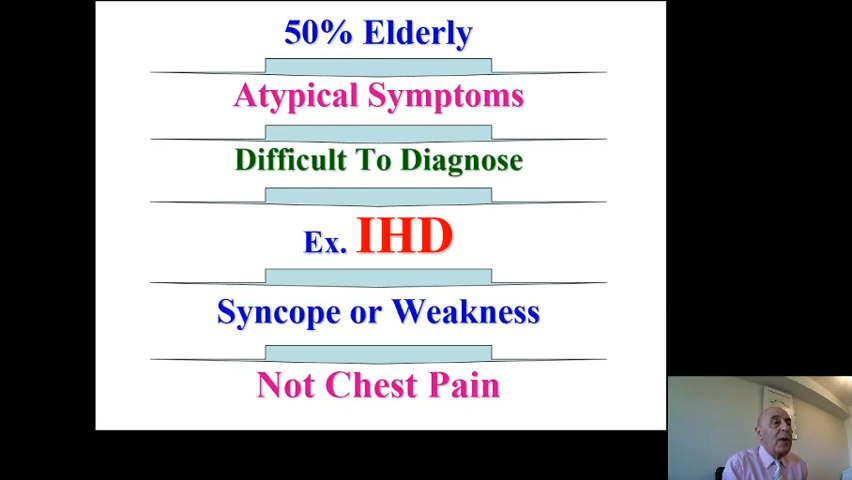 50% Elderly
Atypical Symptoms
Difficult To Diagnose
Ex. IHD
Syncope or Weakness
Not Chest Pain